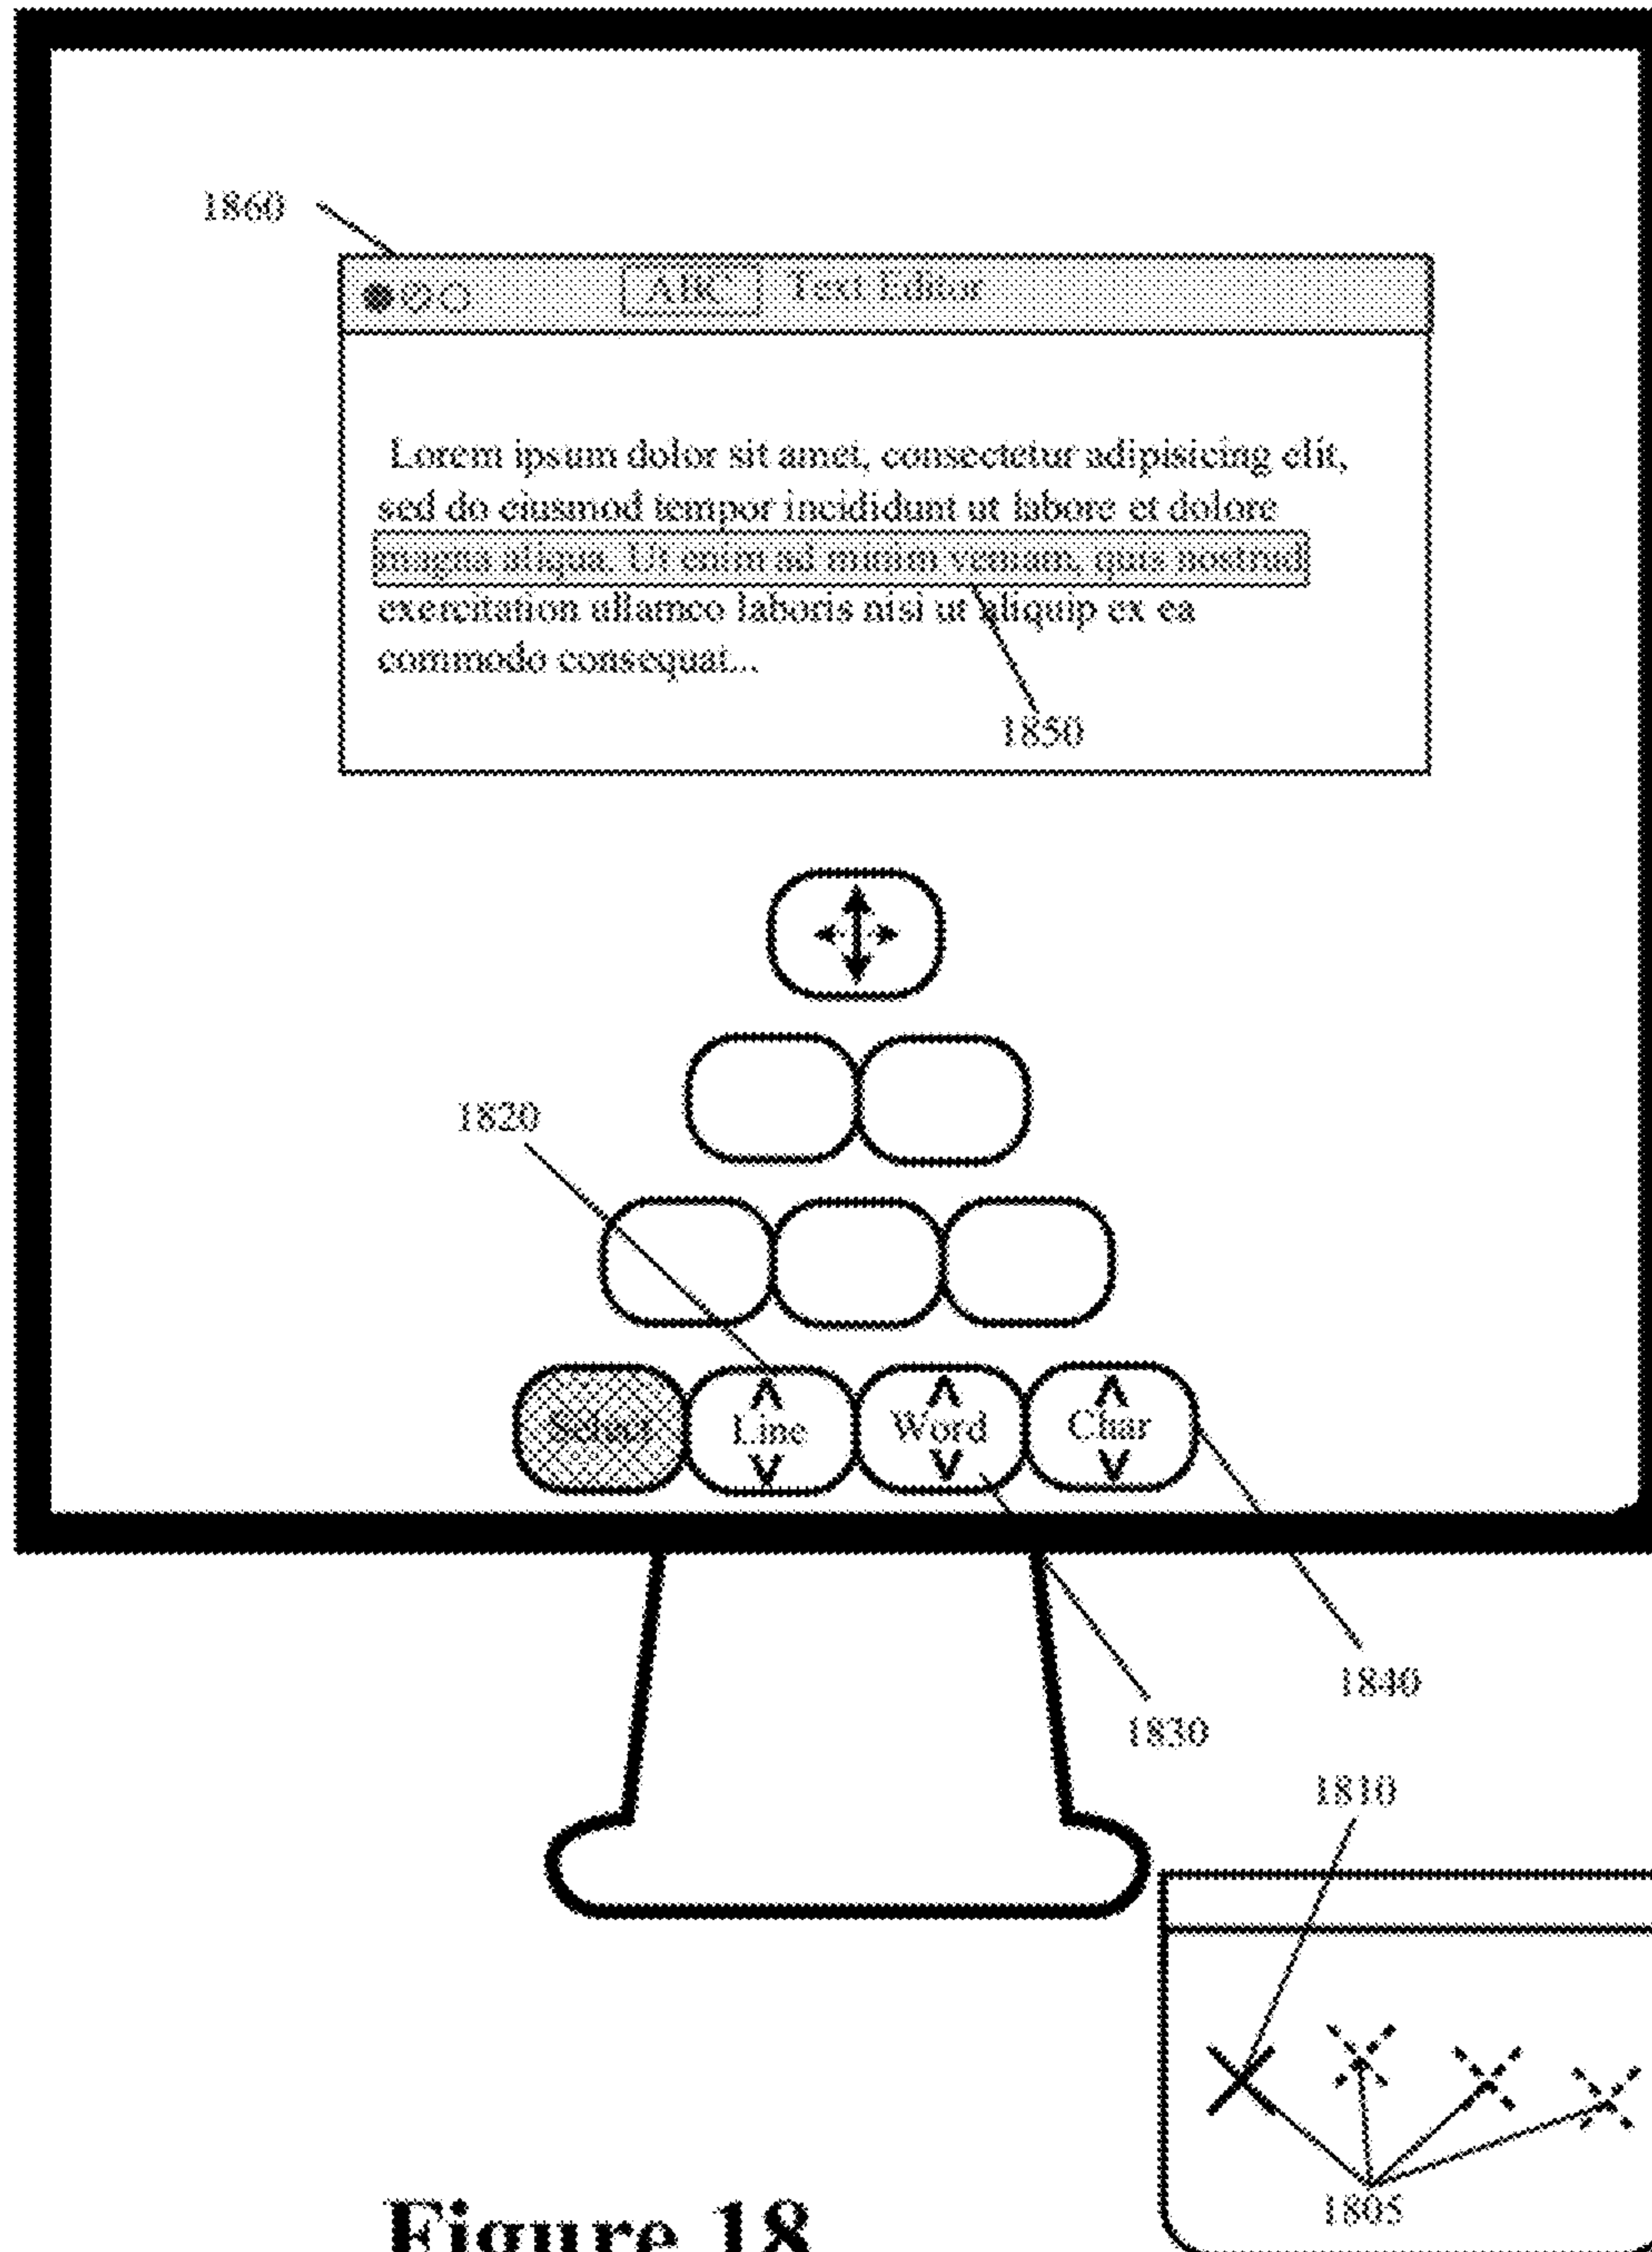 1860
ABC Text Editor
Lorem ipsum dolor sit amet, consectetur adipisicing elit,
sed do eiusmod tempor incididunt ut labore et dolore
magna aliqua. Ut enim ad minim veniam, quis nostrud
exercitation ullamco laboris nisi ut aliquip ex ea
commodo consequat...
1850
1820
Select Line Word Char
1840
1830
1810
1805
Figure 18